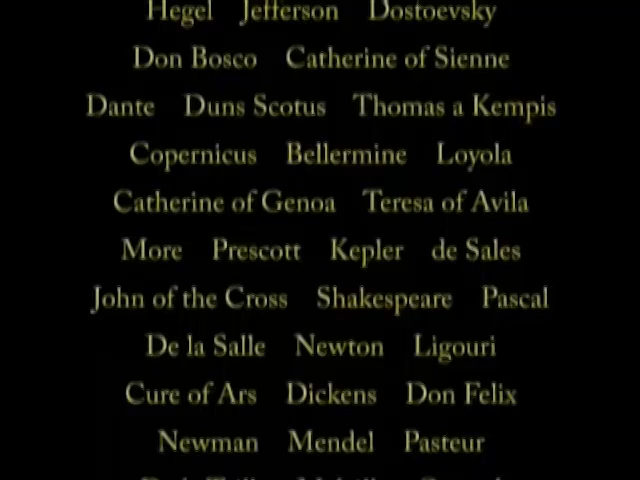 Hegel Jefferson Dostoevsky
Don Bosco Catherine of Sienne
Dante Duns Scotus Thomas a Kempis
Copernicus Bellermine Loyola
Catherine of Genoa Teresa of Avila
More Prescott Kepler de Sales
John of the Cross Shakespeare Pascal
De la Salle Newton Ligouri
Cure of Ars Dickens Don Felix
Newman Mendel Pasteur